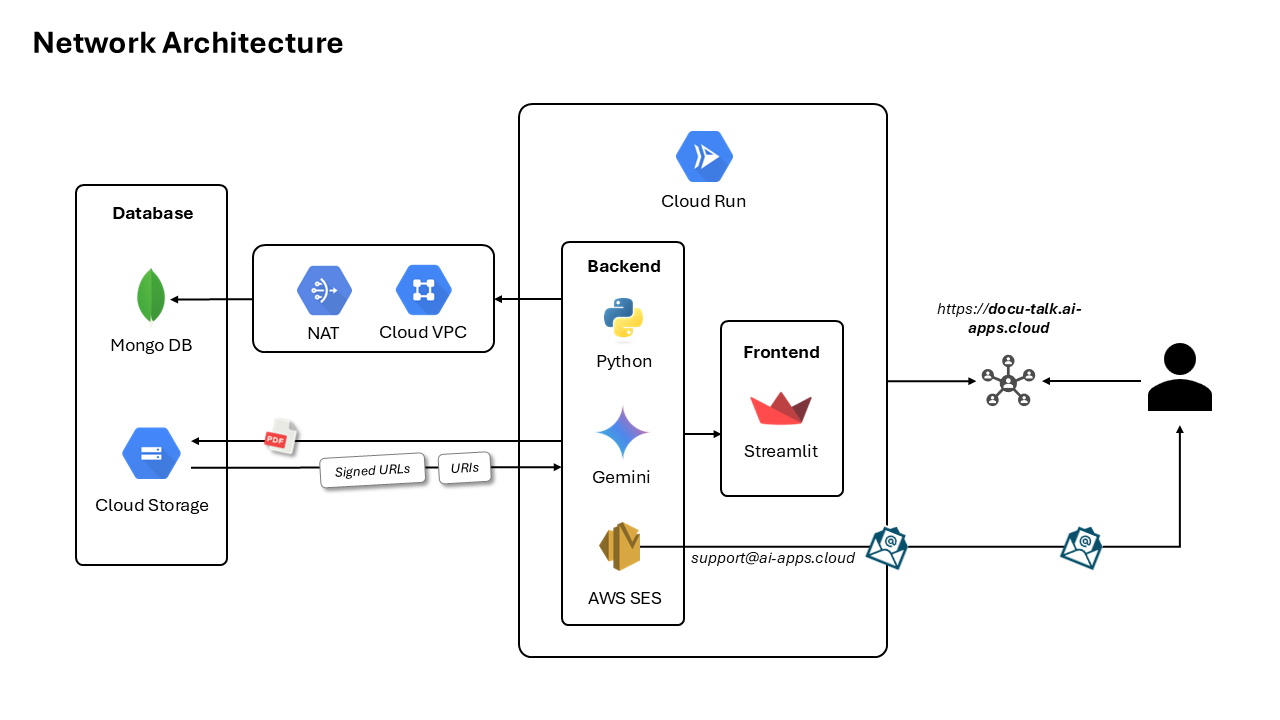 Network Architecture
Cloud Run
Database
Mongo DB
NAT
Cloud VPC
Backend
Python
Gemini
AWS SES
Frontend
Streamlit
https://docu-talk.ai-
apps.cloud
PDF
Signed URLs
URIs
Cloud Storage
@
support@ai-apps.cloud
@